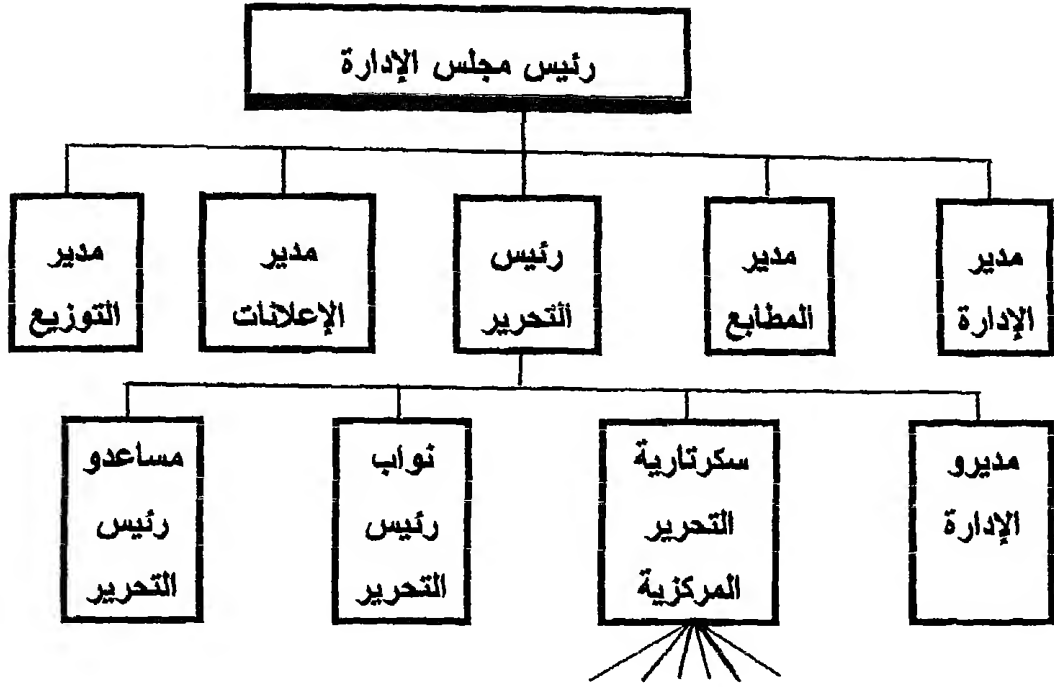 رئيس مجلس الإدارة
مدير
الإدارة
مدير
المطابع
رئيس
التحرير
مدير
الإعلانات
مدير
التوزيع
مديرو
الإدارة
سكرتارية
التحرير
المركزية
نواب
رئيس
التحرير
مساعدو
رئيس
التحرير